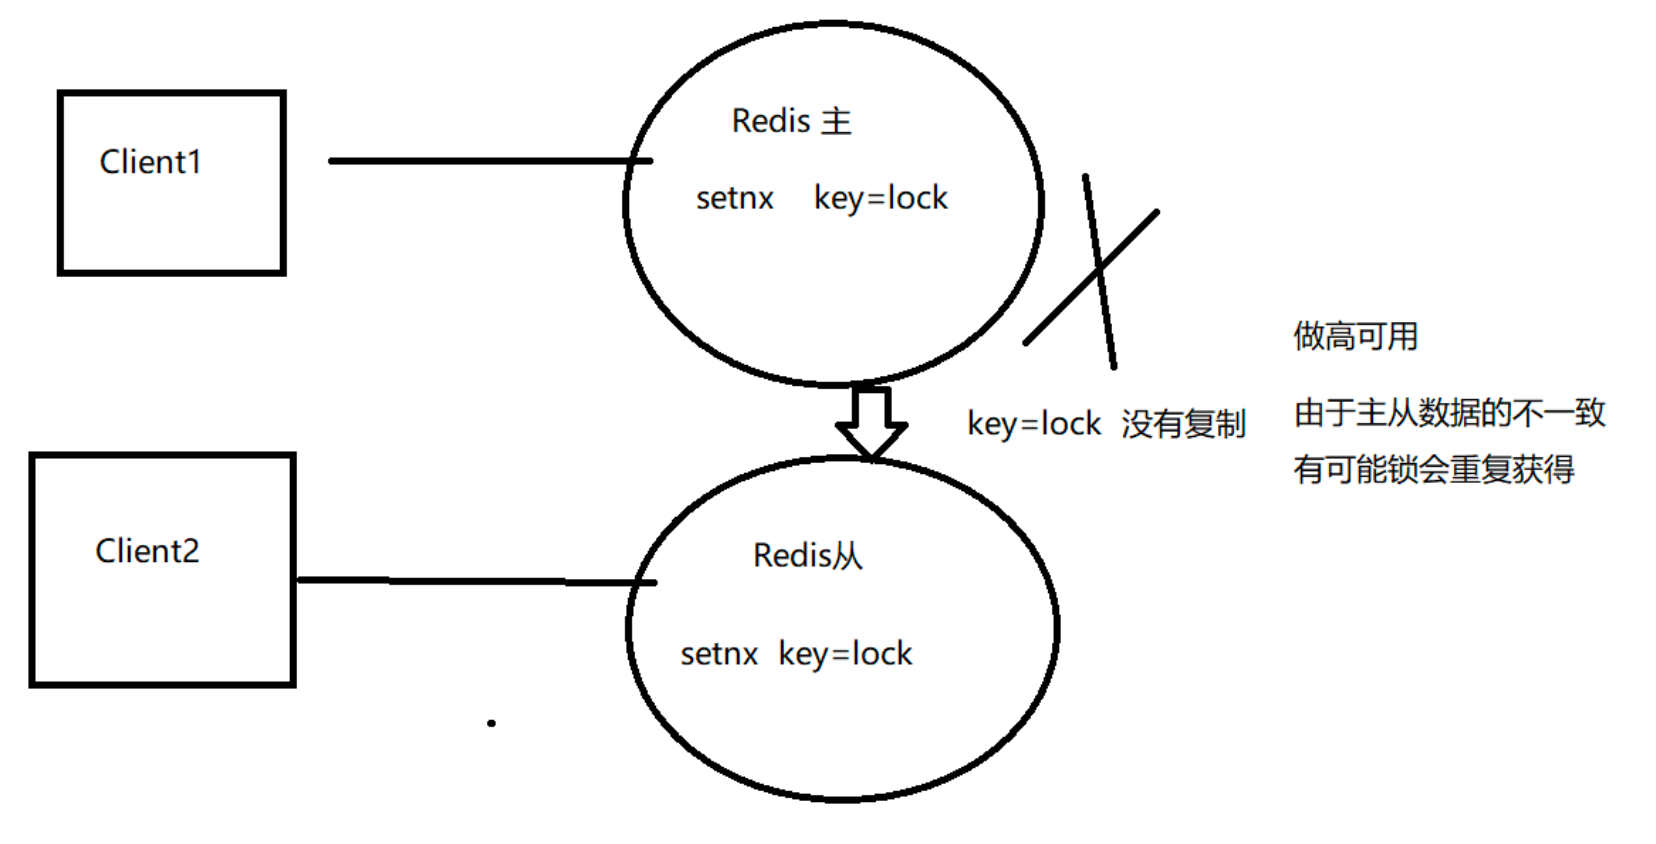 Client1
Redis 主
setnx key=lock
做高可用
key=lock 没有复制
由于主从数据的不一致
有可能锁会重复获得
Client2
Redis从
setnx key=lock